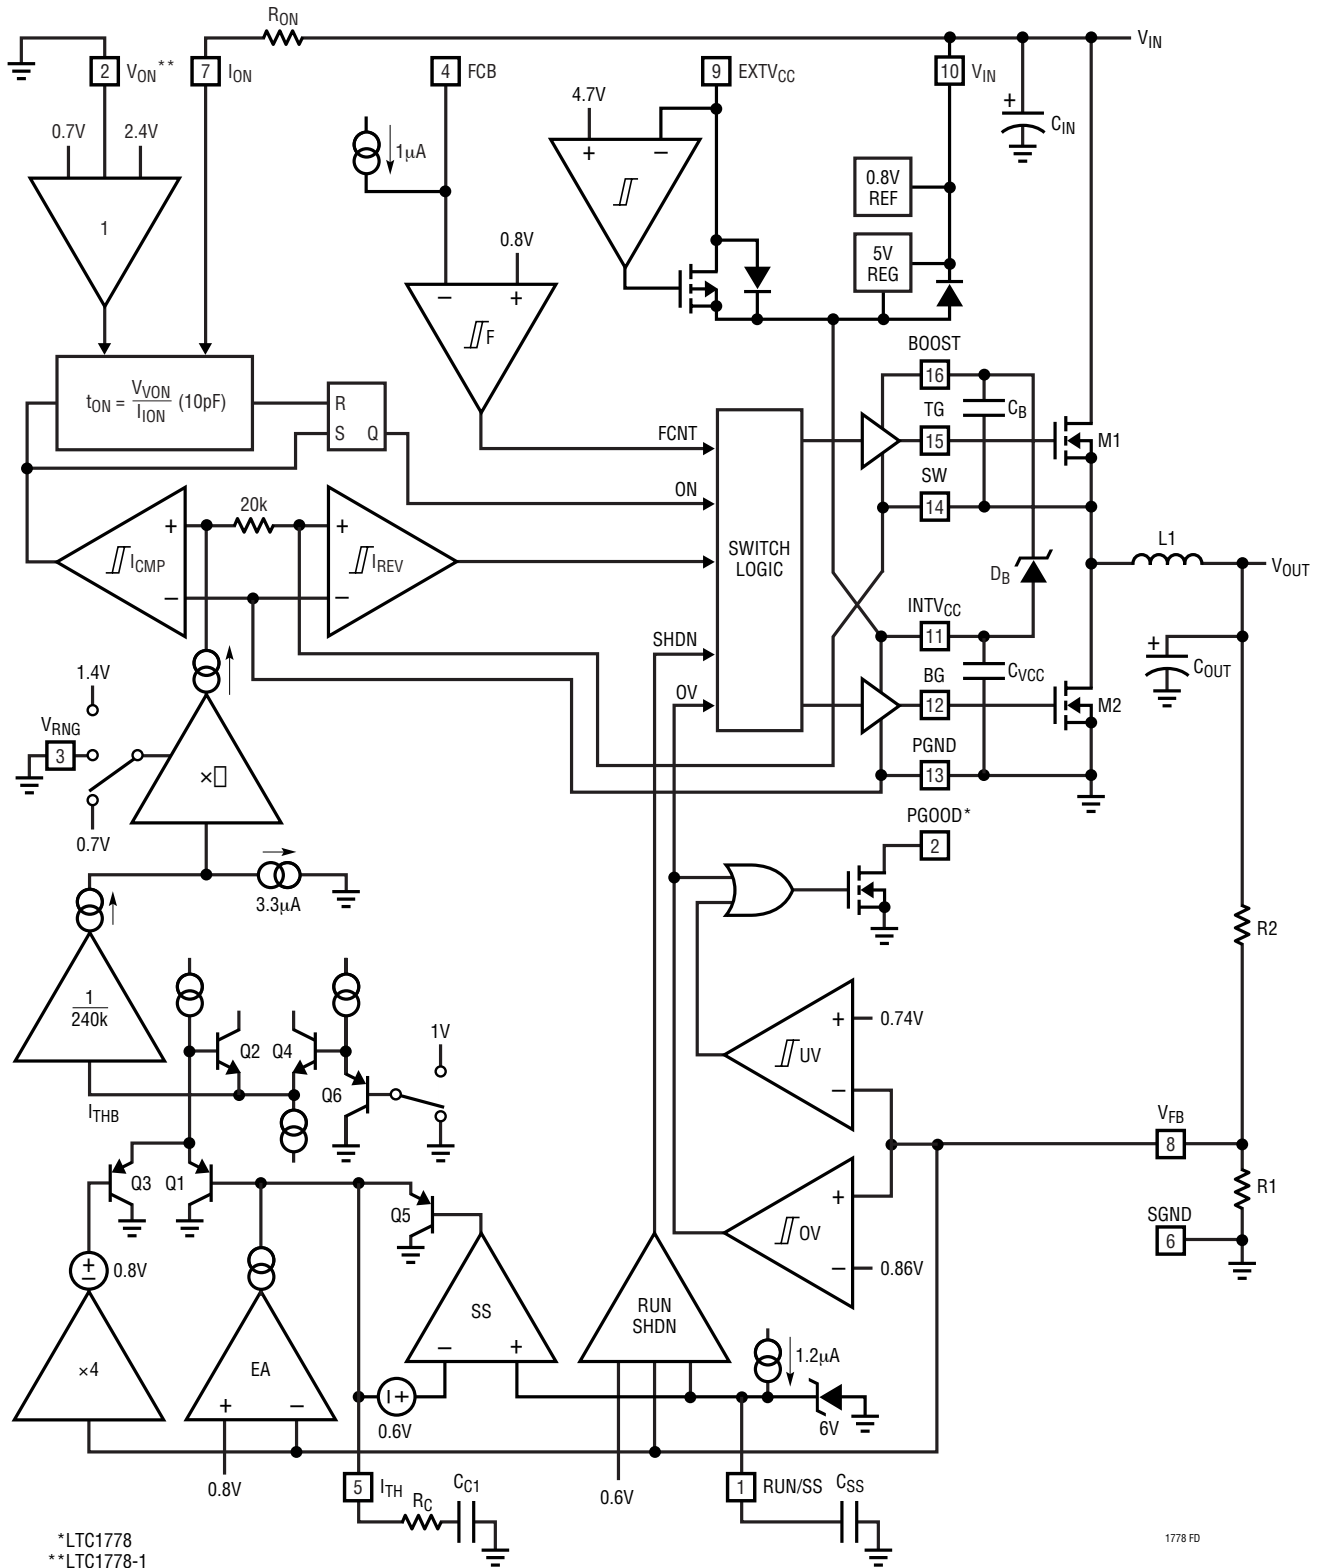 R_ON
V_IN
2 V_ON** 7 I_ON 4 FCB 9 EXTV_CC 10 V_IN
0.7V 2.4V
1μA
4.7V
+ −
+ C_IN
0.8V REF
1
0.8V
5V REG
− +
F
BOOST
16
t_ON = V_VON / I_ION (10pF)
R
S Q
FCNT
TG
15
C_B
M1
ON
SW
14
20k
+ +
I_CMP I_REV
− −
SWITCH LOGIC
L1
V_OUT
D_B
INTV_CC
11
SHDN
+ C_OUT
C_VCC
1.4V
OV
BG
12
M2
V_RNG
3
PGND
13
×
0.7V
PGOOD*
2
3.3μA
R2
1/240k
1V
Q2 Q4
+ 0.74V
UV
−
I_THB
Q6
V_FB
8
Q3 Q1
Q5
+
OV
− 0.86V
R1
SGND
6
+ − 0.8V
SS
RUN SHDN
×4
EA
− +
1.2μA
+ −
+
0.6V
6V
0.8V
5 I_TH
R_C C_C1
0.6V
1 RUN/SS C_SS
*LTC1778
**LTC1778-1
1778 FD